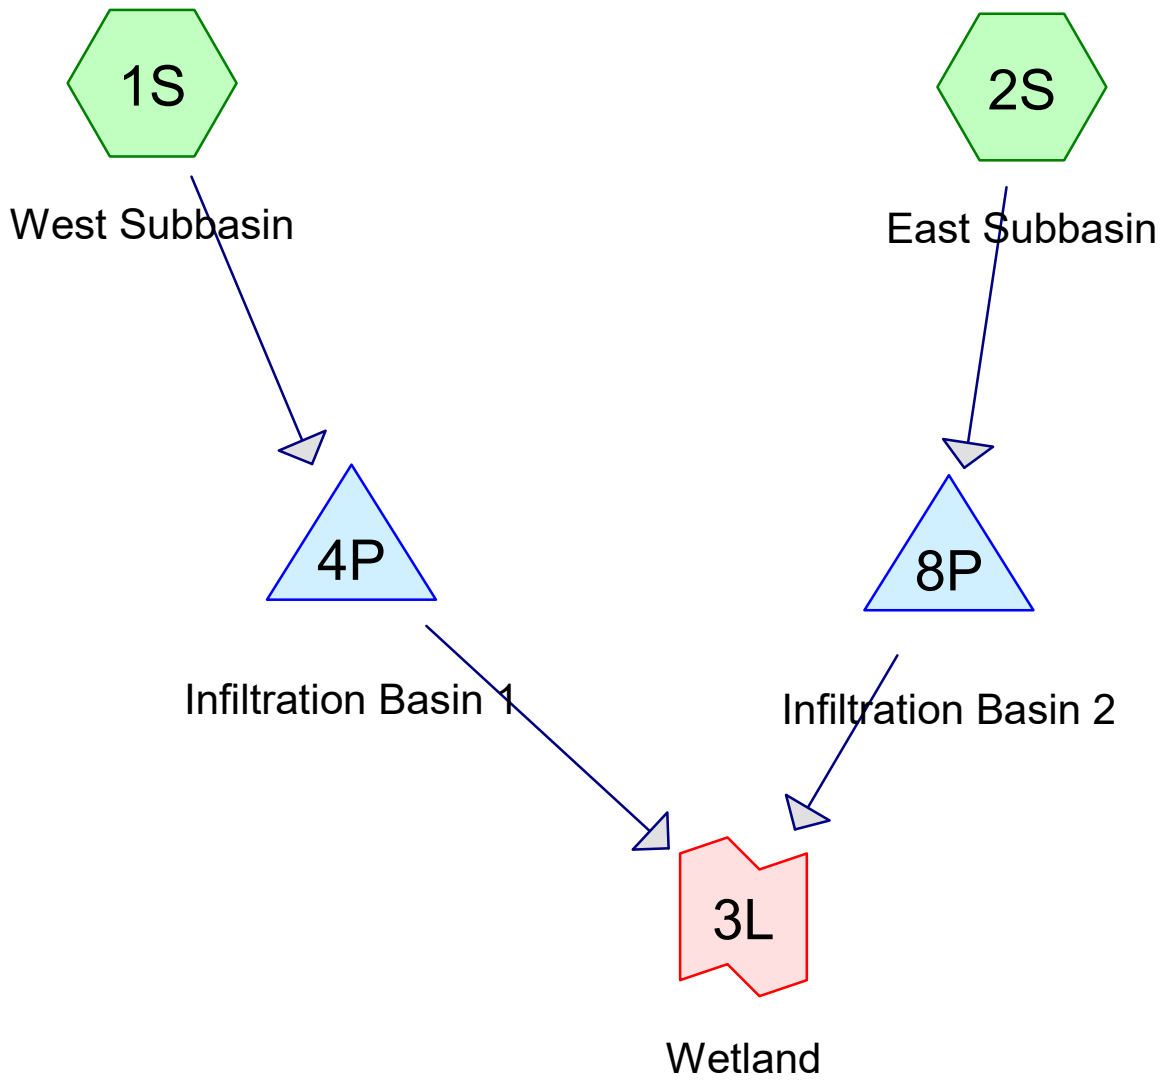 1S
2S
West Subbasin
East Subbasin
4P
8P
Infiltration Basin 1
Infiltration Basin 2
3L
Wetland